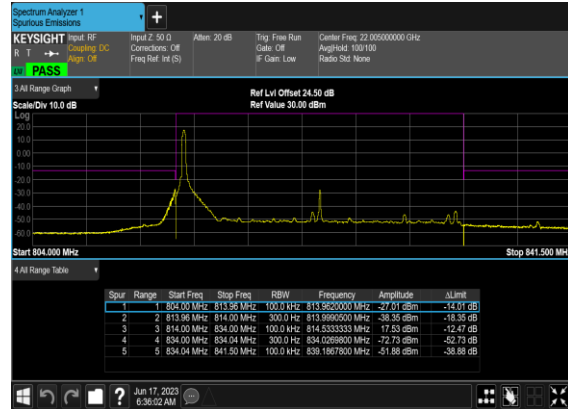 Spectrum Analyzer 1
Spurious Emissions
KEYSIGHT Input: RF Input Z: 50 Ω Atten: 20 dB Trig: Free Run Center Freq: 22.005000000 GHz
R T Coupling: DC Corrections: Off Gate: Off Avg|Hold: 100/100
Align: Off Freq Ref: Int (S) IF Gain: Low Radio Std: None
PASS
3 All Range Graph
Ref Lvl Offset 24.50 dB
Scale/Div 10.0 dB Ref Value 30.00 dBm
Log
20.0
10.0
0.00
-10.0
-20.0
-30.0
-40.0
-50.0
-60.0
Start 804.000 MHz Stop 841.500 MH
4 All Range Table
Spur Range Start Freq Stop Freq RBW Frequency Amplitude ΔLimit
1 1 804.00 MHz 813.96 MHz 100.0 kHz 813.9620000 MHz -27.01 dBm -14.01 dB
2 2 813.96 MHz 814.00 MHz 300.0 Hz 813.9990500 MHz -38.35 dBm -18.35 dB
3 3 814.00 MHz 834.00 MHz 100.0 kHz 814.5333333 MHz 17.53 dBm -12.47 dB
4 4 834.00 MHz 834.04 MHz 300.0 Hz 834.0269800 MHz -72.73 dBm -52.73 dB
5 5 834.04 MHz 841.50 MHz 100.0 kHz 839.1867800 MHz -51.88 dBm -38.88 dB
? Jun 17, 2023
6:36:02 AM